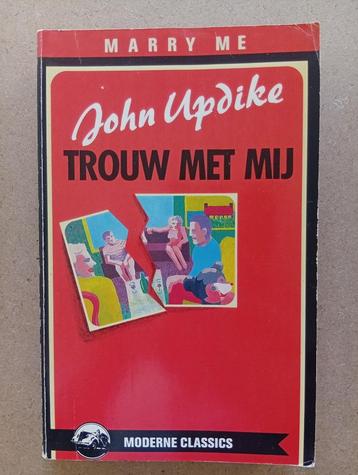 MARRY ME
John Updike
TROUW MET MIJ
MODERNE CLASSICS